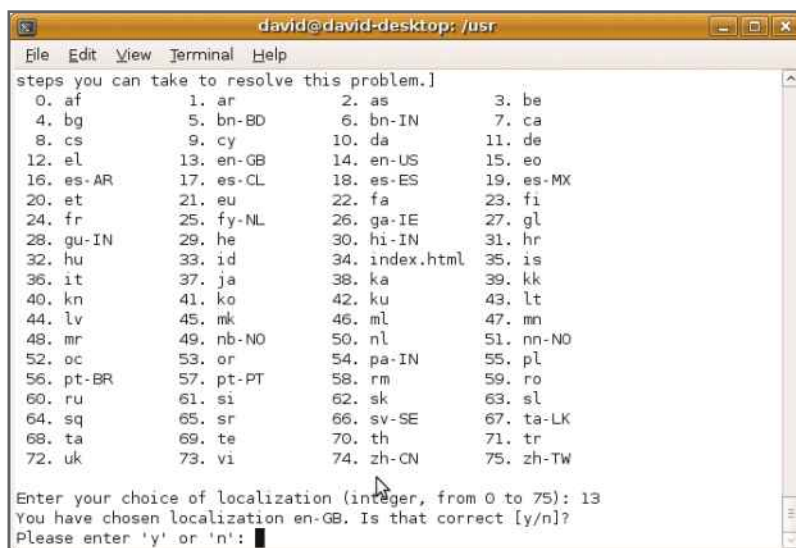 david@david-desktop: /usr
File Edit View Terminal Help
steps you can take to resolve this problem.]
0. af 1. ar 2. as 3. be
4. bg 5. bn-BD 6. bn-IN 7. ca
8. cs 9. cy 10. da 11. de
12. el 13. en-GB 14. en-US 15. eo
16. es-AR 17. es-CL 18. es-ES 19. es-MX
20. et 21. eu 22. fa 23. fi
24. fr 25. fy-NL 26. ga-IE 27. gl
28. gu-IN 29. he 30. hi-IN 31. hr
32. hu 33. id 34. index.html 35. is
36. it 37. ja 38. ka 39. kk
40. kn 41. ko 42. ku 43. lt
44. lv 45. mk 46. ml 47. mn
48. mr 49. nb-NO 50. nl 51. nn-NO
52. oc 53. or 54. pa-IN 55. pl
56. pt-BR 57. pt-PT 58. rm 59. ro
60. ru 61. si 62. sk 63. sl
64. sq 65. sr 66. sv-SE 67. ta-LK
68. ta 69. te 70. th 71. tr
72. uk 73. vi 74. zh-CN 75. zh-TW
Enter your choice of localization (integer, from 0 to 75): 13
You have chosen localization en-GB. Is that correct [y/n]?
Please enter 'y' or 'n':